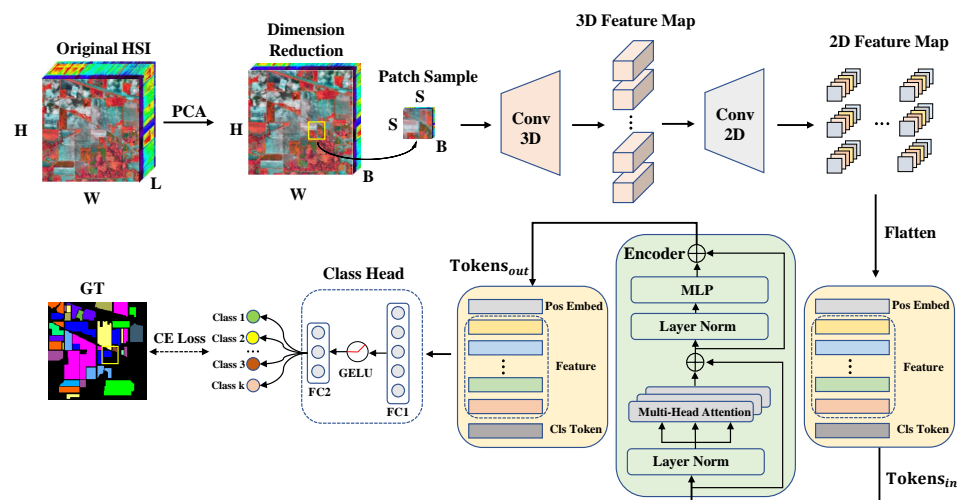 Original HSI
H
W
L
PCA
Dimension
Reduction
H
W
B
Patch Sample
S
S
B
Conv
3D
3D Feature Map
Conv
2D
2D Feature Map
...
Flatten
GT
CE Loss
Class 1
Class 2
...
Class 3
Class k
Class Head
FC2
GELU
FC1
Tokensout
Pos Embed
Feature
Cls Token
Encoder
MLP
Layer Norm
Multi-Head Attention
Layer Norm
Pos Embed
Feature
Cls Token
Tokensin